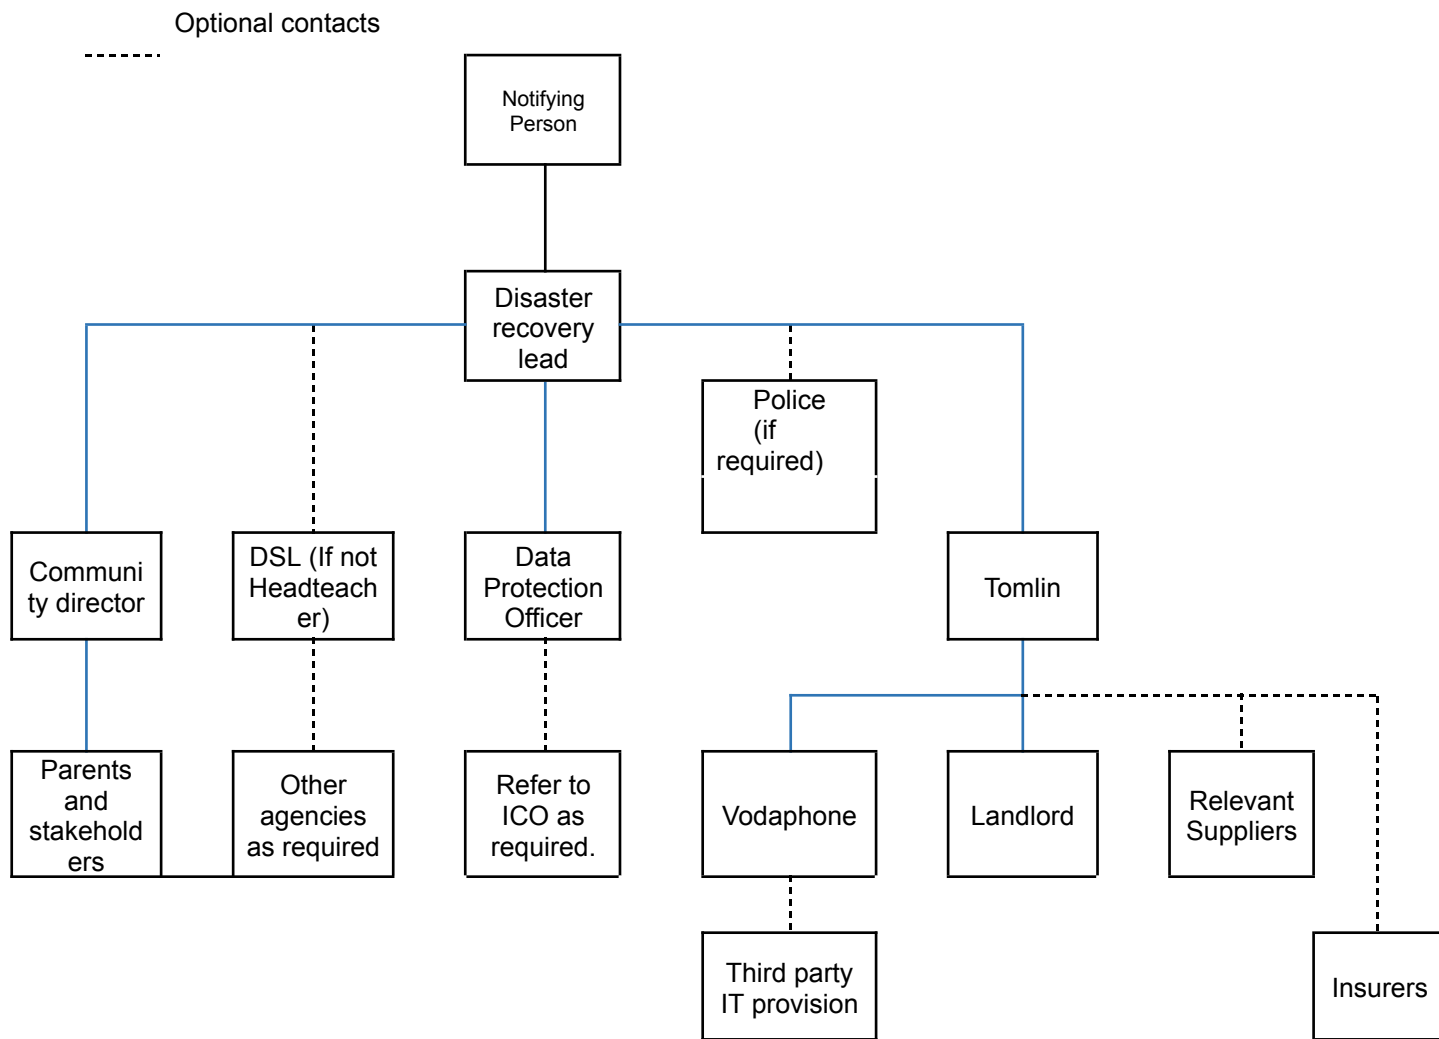 Optional contacts
Notifying
Person
Disaster
recovery
lead
Police
(if
required)
Communi
ty director
DSL (If not
Headteach
er)
Data
Protection
Officer
Tomlin
Parents
and
stakehold
ers
Other
agencies
as required
Refer to
ICO as
required.
Vodaphone
Landlord
Relevant
Suppliers
Third party
IT provision
Insurers